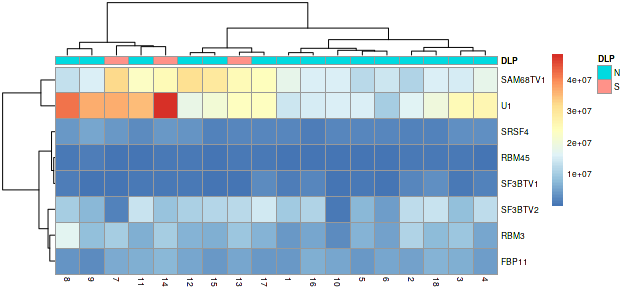 DLP
DLP
N
S
SAM68TV1
U1
SRSF4
RBM45
SF3BTV1
SF3BTV2
RBM3
FBP11
4e+07
3e+07
2e+07
1e+07
8 9 7 11 14 12 15 13 17 1 16 10 5 6 2 18 3 4